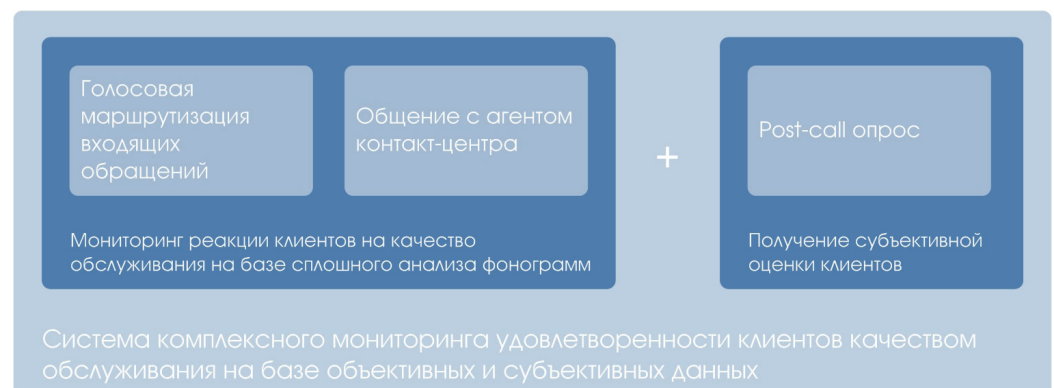 Голосовая
маршрутизация
входящих
обращений
Общение с агентом
контакт-центра
Мониторинг реакции клиентов на качество
обслуживания на базе сплошного анализа фонограмм
+
Post-call опрос
Получение субъективной
оценки клиентов
Система комплексного мониторинга удовлетворенности клиентов качеством
обслуживания на базе объективных и субъективных данных